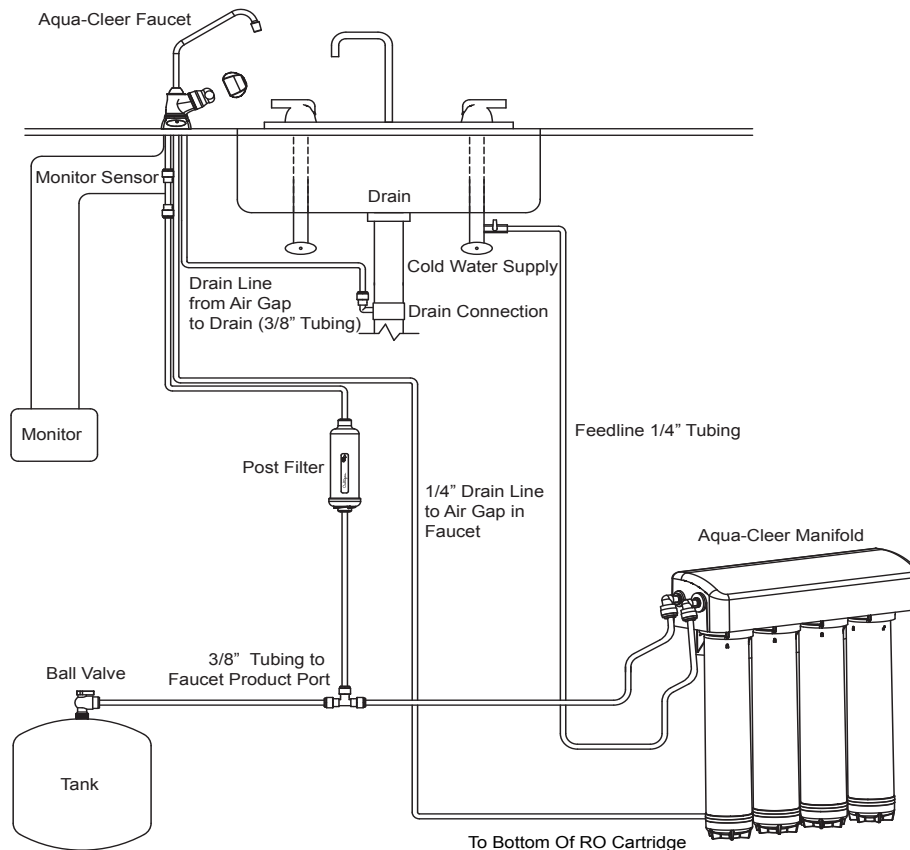 Aqua-Cleer Faucet
Monitor Sensor
Drain
Cold Water Supply
Drain Line
from Air Gap
to Drain (3/8” Tubing)
Drain Connection
Monitor
Feedline 1/4” Tubing
Post Filter
1/4” Drain Line
to Air Gap in
Faucet
Aqua-Cleer Manifold
3/8” Tubing to
Faucet Product Port
Ball Valve
Tank
To Bottom Of RO Cartridge